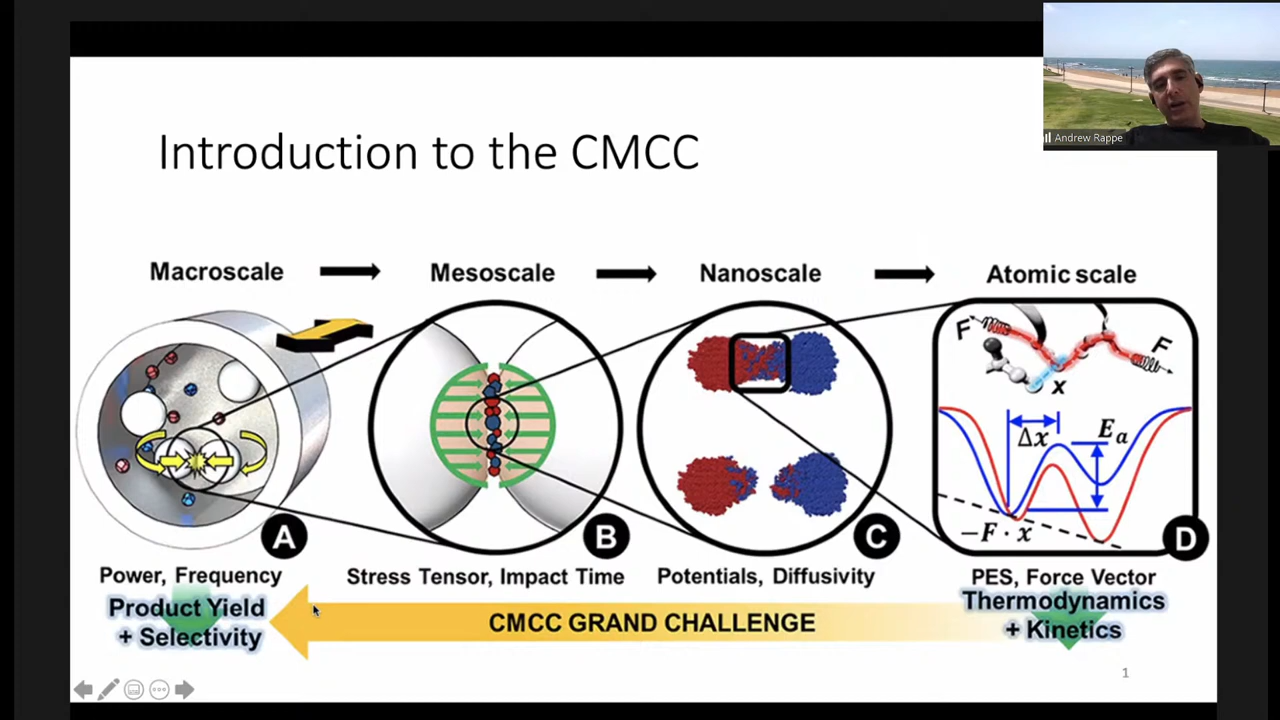 Andrew Rappe
Introduction to the CMCC
Macroscale
Mesoscale
Nanoscale
Atomic scale
F
F
x
Δx
Eₐ
−F · x
A
B
C
D
Power, Frequency
Stress Tensor, Impact Time
Potentials, Diffusivity
PES, Force Vector
Product Yield
+ Selectivity
CMCC GRAND CHALLENGE
Thermodynamics
+ Kinetics
1